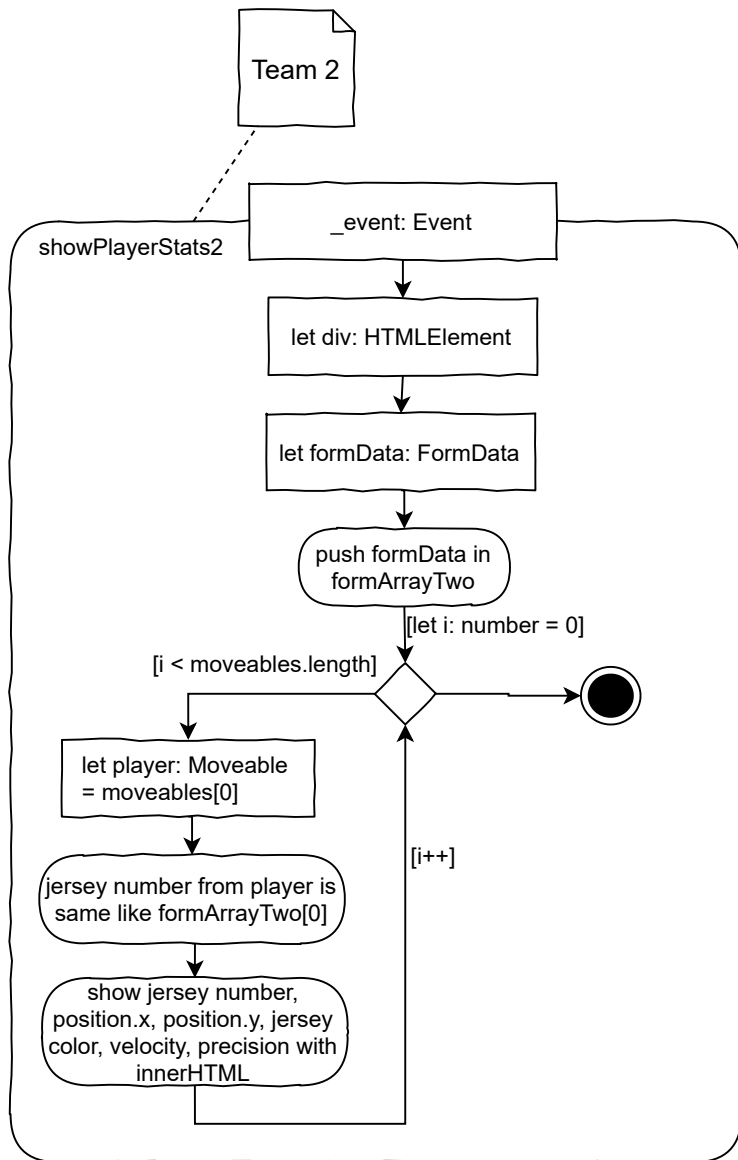 Team 2
_event: Event
showPlayerStats2
let div: HTMLElement
let formData: FormData
push formData in
formArrayTwo
[let i: number = 0]
[i < moveables.length]
let player: Moveable
= moveables[0]
[i++]
jersey number from player is
same like formArrayTwo[0]
show jersey number,
position.x, position.y, jersey
color, velocity, precision with
innerHTML